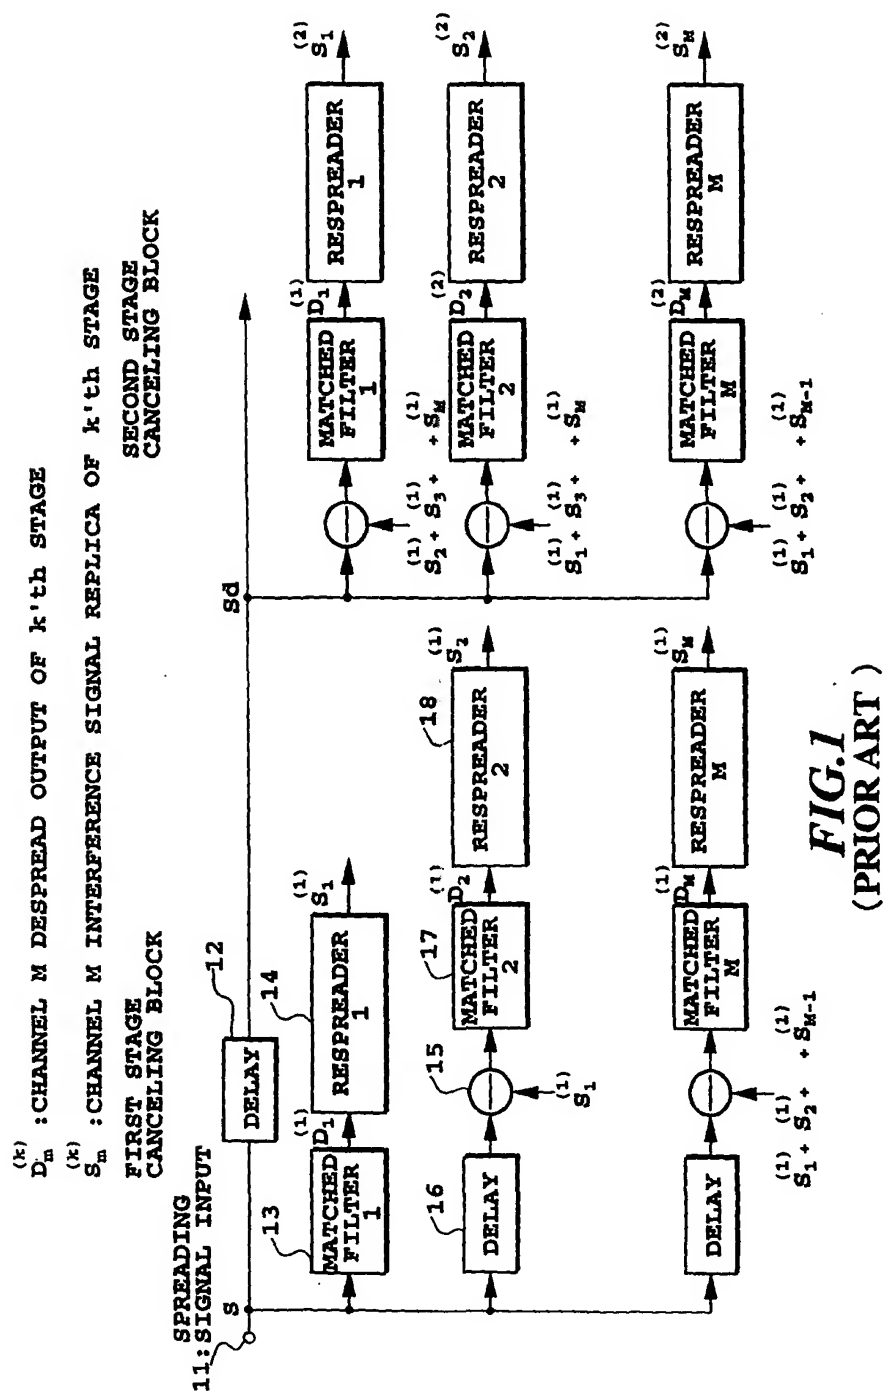 D_m^(k) :CHANNEL M DESPREAD OUTPUT OF k'th STAGE
S_m^(k) :CHANNEL M INTERFERENCE SIGNAL REPLICA OF k'th STAGE
FIRST STAGE
CANCELING BLOCK
SECOND STAGE
CANCELING BLOCK
SPREADING
11:SIGNAL INPUT
S
12
DELAY
Sd
13
MATCHED
FILTER
1
D_1^(1)
14
RESPREADER
1
S_1^(1)
16
DELAY
15
S_1^(1)
17
MATCHED
FILTER
2
D_2^(1)
18
RESPREADER
2
S_2^(1)
DELAY
S_1^(1) + S_2^(1) + + S_M-1^(1)
MATCHED
FILTER
M
D_M^(1)
RESPREADER
M
S_M^(1)
S_2^(1) + S_3^(1) + + S_M^(1)
MATCHED
FILTER
1
D_1^(1)
RESPREADER
1
S_1^(2)
S_1^(1) + S_3^(1) + + S_M^(1)
MATCHED
FILTER
2
D_2^(2)
RESPREADER
2
S_2^(2)
S_1^(1) + S_2^(1) + + S_M-1^(1)
MATCHED
FILTER
M
D_M^(2)
RESPREADER
M
S_M^(2)
FIG.1
(PRIOR ART )